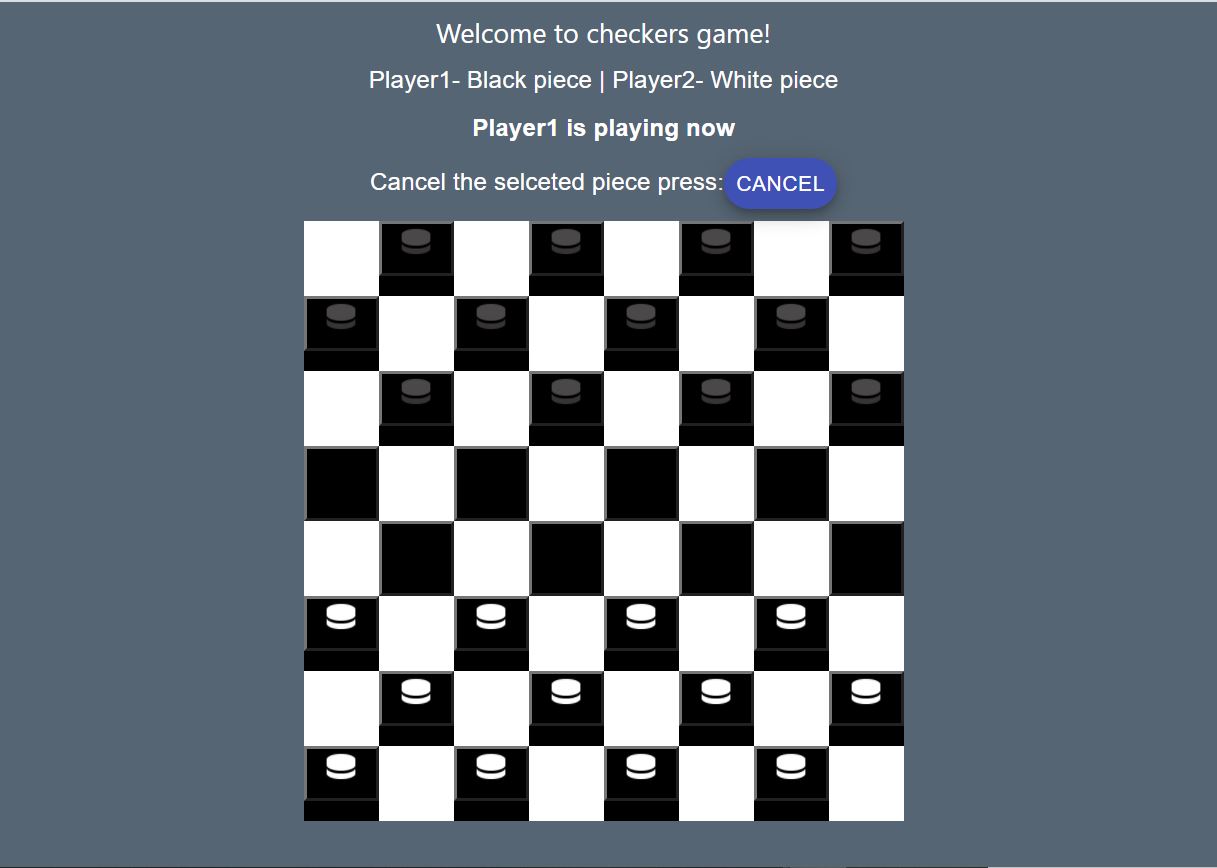 Welcome to checkers game!
Player1- Black piece | Player2- White piece
Player1 is playing now
Cancel the selceted piece press: CANCEL